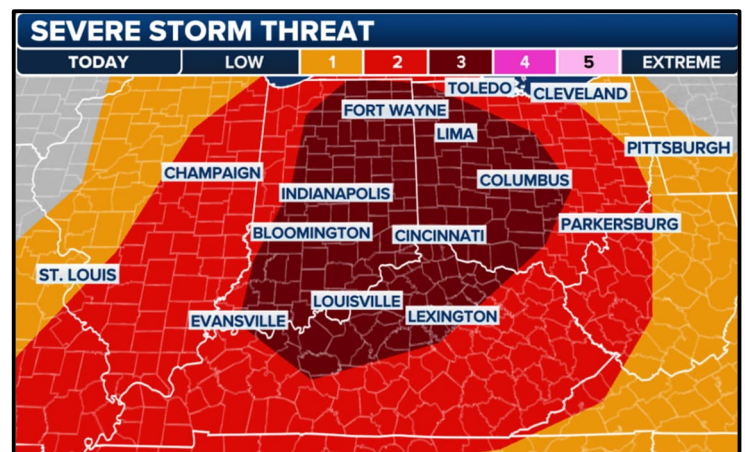 SEVERE STORM THREAT
TODAY LOW 1 2 3 4 5 EXTREME
TOLEDO
CLEVELAND
FORT WAYNE
LIMA
PITTSBURGH
CHAMPAIGN
COLUMBUS
INDIANAPOLIS
PARKERSBURG
BLOOMINGTON
CINCINNATI
ST. LOUIS
LOUISVILLE
EVANSVILLE
LEXINGTON